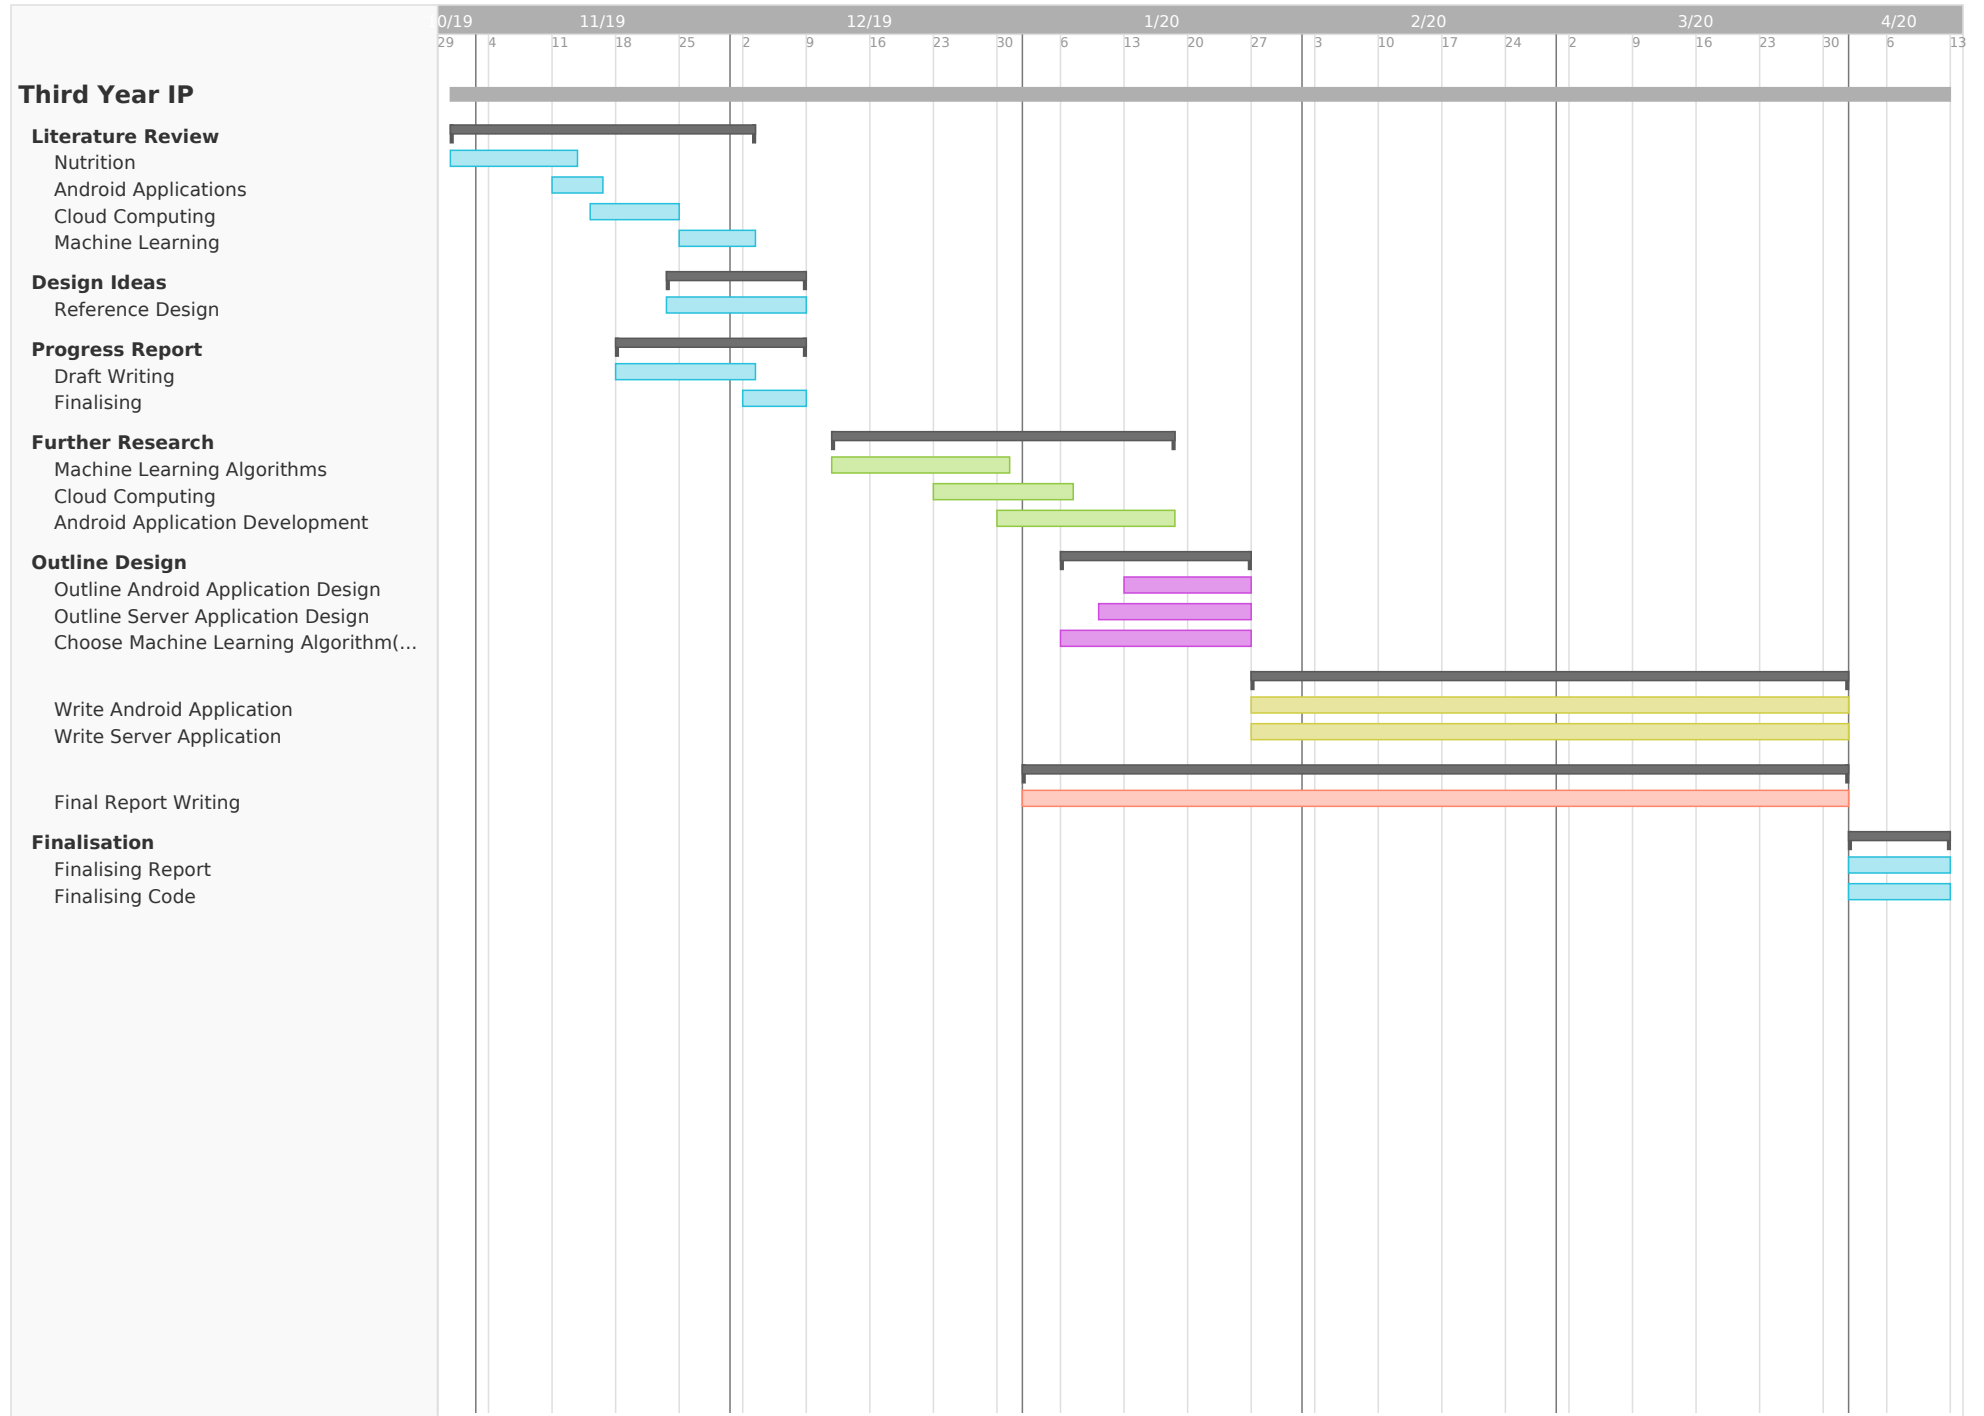 0/19 11/19 12/19 1/20 2/20 3/20 4/20
29 4 11 18 25 2 9 16 23 30 6 13 20 27 3 10 17 24 2 9 16 23 30 6 13
Third Year IP
Literature Review
Nutrition
Android Applications
Cloud Computing
Machine Learning
Design Ideas
Reference Design
Progress Report
Draft Writing
Finalising
Further Research
Machine Learning Algorithms
Cloud Computing
Android Application Development
Outline Design
Outline Android Application Design
Outline Server Application Design
Choose Machine Learning Algorithm(...
Write Android Application
Write Server Application
Final Report Writing
Finalisation
Finalising Report
Finalising Code